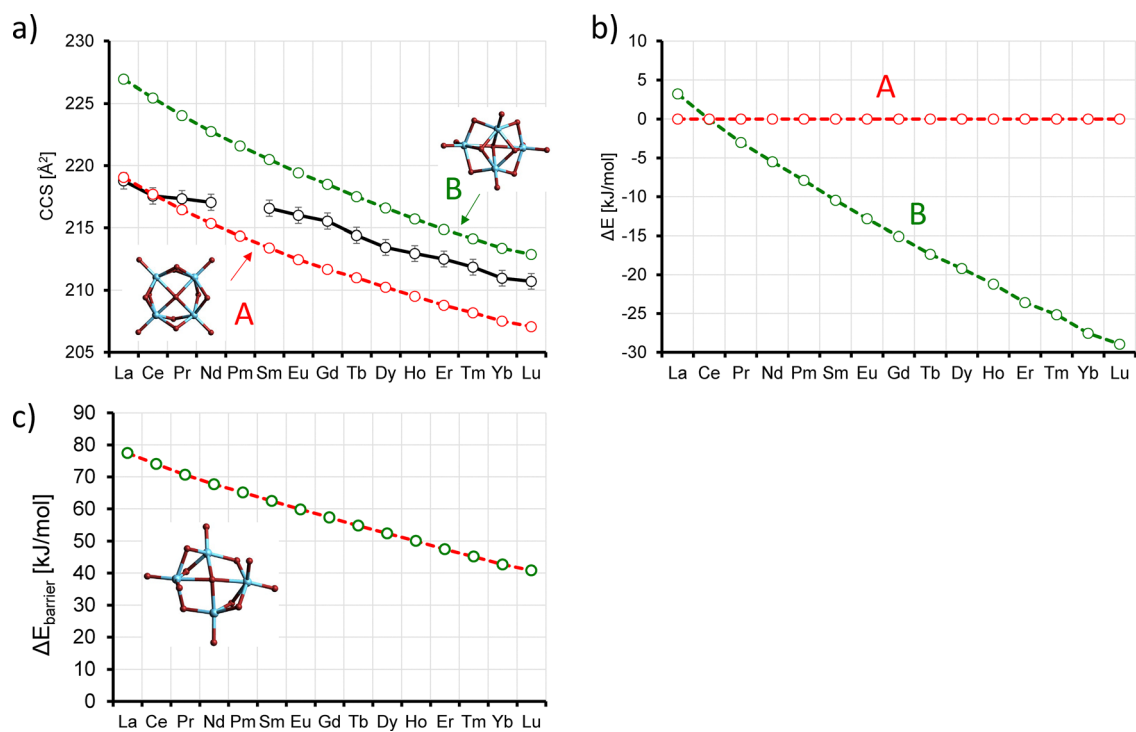 a)
230
225
220
215
210
205
CCS [Å²]
B
A
La Ce Pr Nd Pm Sm Eu Gd Tb Dy Ho Er Tm Yb Lu
b)
10
5
0
-5
-10
-15
-20
-25
-30
ΔE [kJ/mol]
A
B
La Ce Pr Nd Pm Sm Eu Gd Tb Dy Ho Er Tm Yb Lu
c)
90
80
70
60
50
40
30
20
10
0
ΔEbarrier [kJ/mol]
La Ce Pr Nd Pm Sm Eu Gd Tb Dy Ho Er Tm Yb Lu